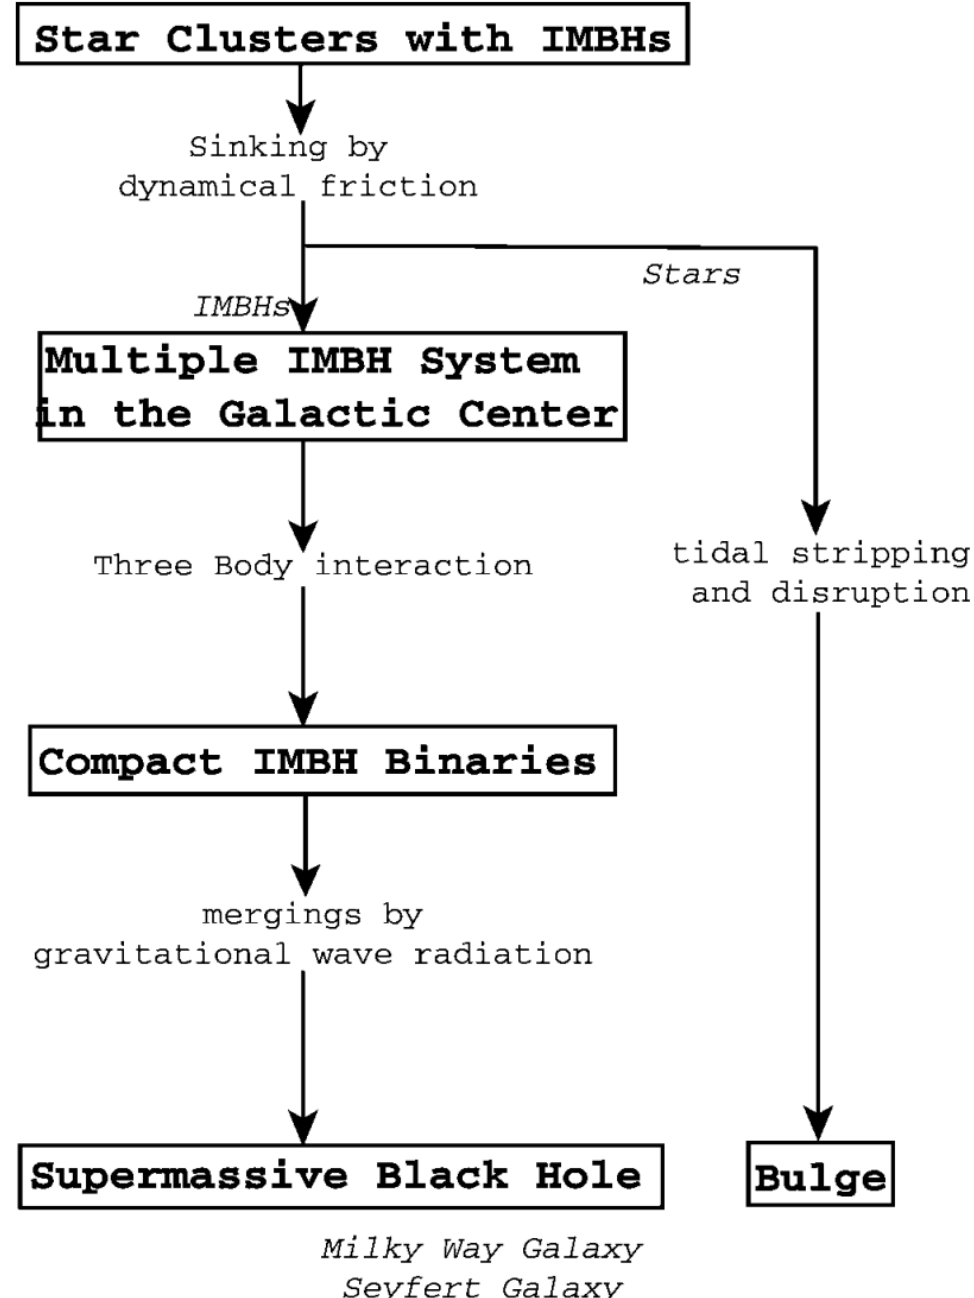 Star Clusters with IMBHs
Sinking by
dynamical friction
Stars
IMBHs
Multiple IMBH System
in the Galactic Center
Three Body interaction
tidal stripping
and disruption
Compact IMBH Binaries
mergings by
gravitational wave radiation
Supermassive Black Hole
Bulge
Milky Way Galaxy
Seyfert Galaxy